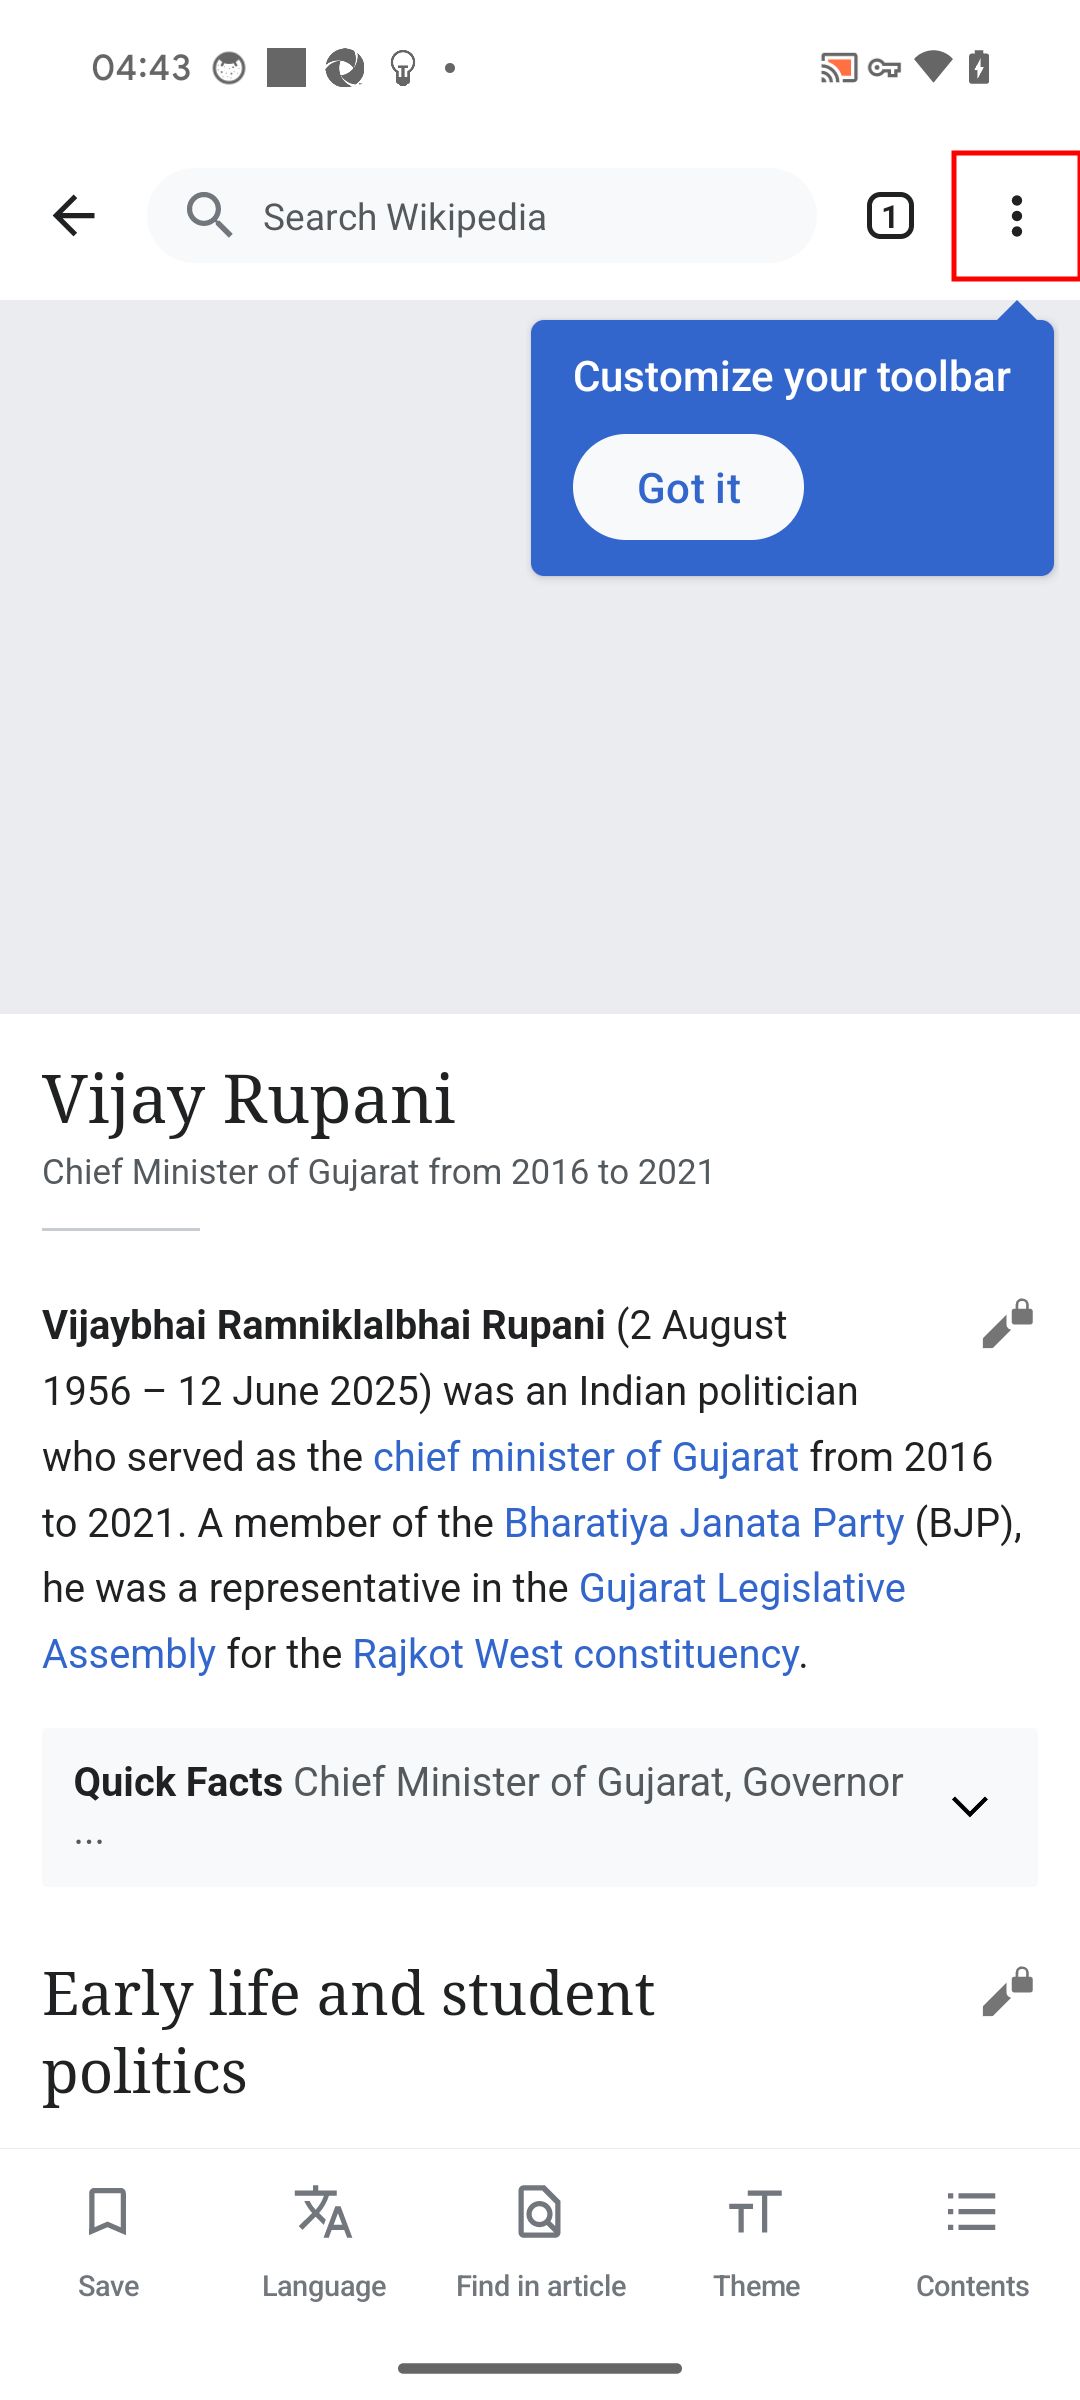 04:43
Search Wikipedia
1
Customize your toolbar
Got it
Vijay Rupani
Chief Minister of Gujarat from 2016 to 2021
Vijaybhai Ramniklalbhai Rupani (2 August
1956 – 12 June 2025) was an Indian politician
who served as the chief minister of Gujarat from 2016
to 2021. A member of the Bharatiya Janata Party (BJP),
he was a representative in the Gujarat Legislative
Assembly for the Rajkot West constituency.
Quick Facts Chief Minister of Gujarat, Governor
...
Early life and student
politics
Save
Language
Find in article
Theme
Contents